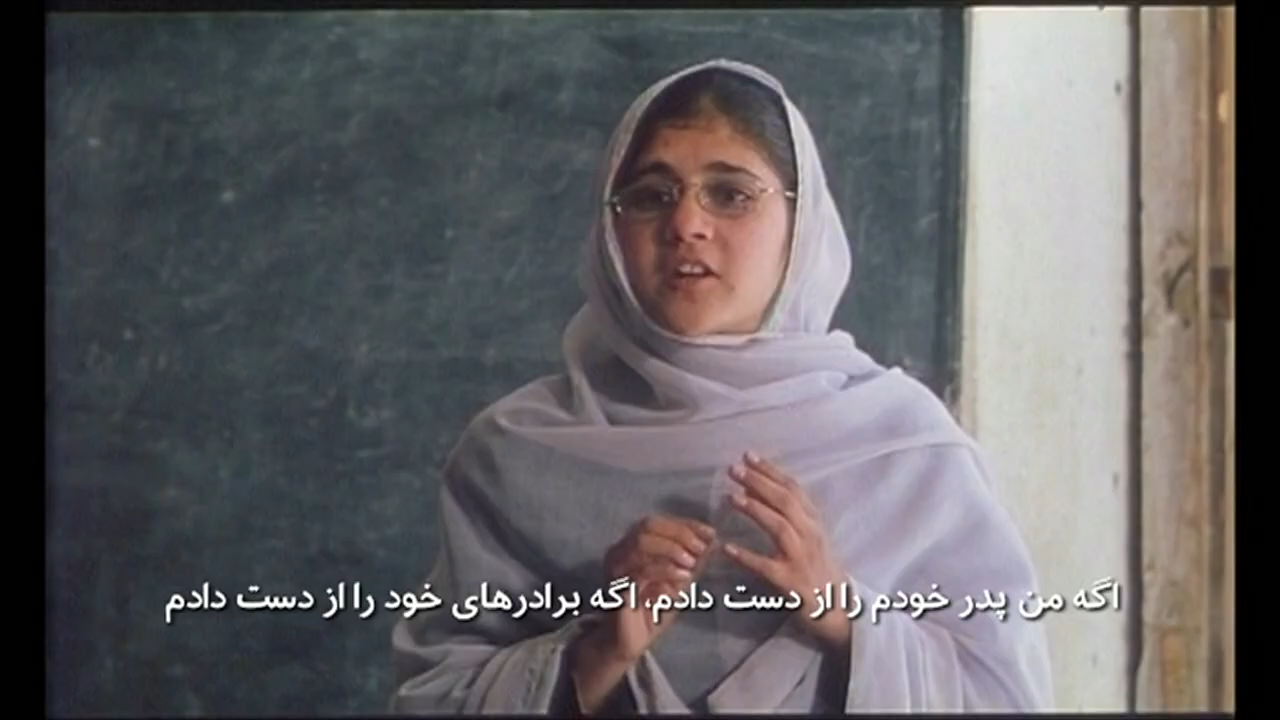 اگه من پدر خودم را از دست دادم، اگه برادرهای خود را از دست دادم